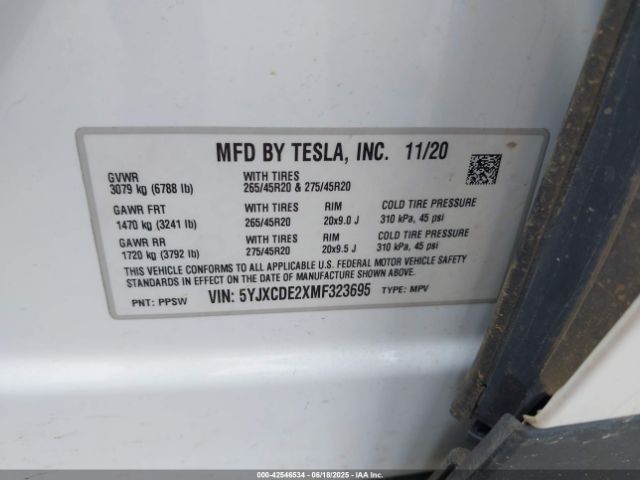 MFD BY TESLA, INC. 11/20
GVWR
3079 kg (6788 lb)
WITH TIRES
265/45R20 & 275/45R20
GAWR FRT
1470 kg (3241 lb)
WITH TIRES
265/45R20
RIM
20x9.0 J
COLD TIRE PRESSURE
310 kPa, 45 psi
GAWR RR
1720 kg (3792 lb)
WITH TIRES
275/45R20
RIM
20x9.5 J
COLD TIRE PRESSURE
310 kPa, 45 psi
THIS VEHICLE CONFORMS TO ALL APPLICABLE U.S. FEDERAL MOTOR VEHICLE SAFETY
STANDARDS IN EFFECT ON THE DATE OF MANUFACTURE SHOWN ABOVE.
PNT: PPSW VIN: 5YJXCDE2XMF323695 TYPE: MPV
000-42546534 - 06/18/2025 - IAA Inc.